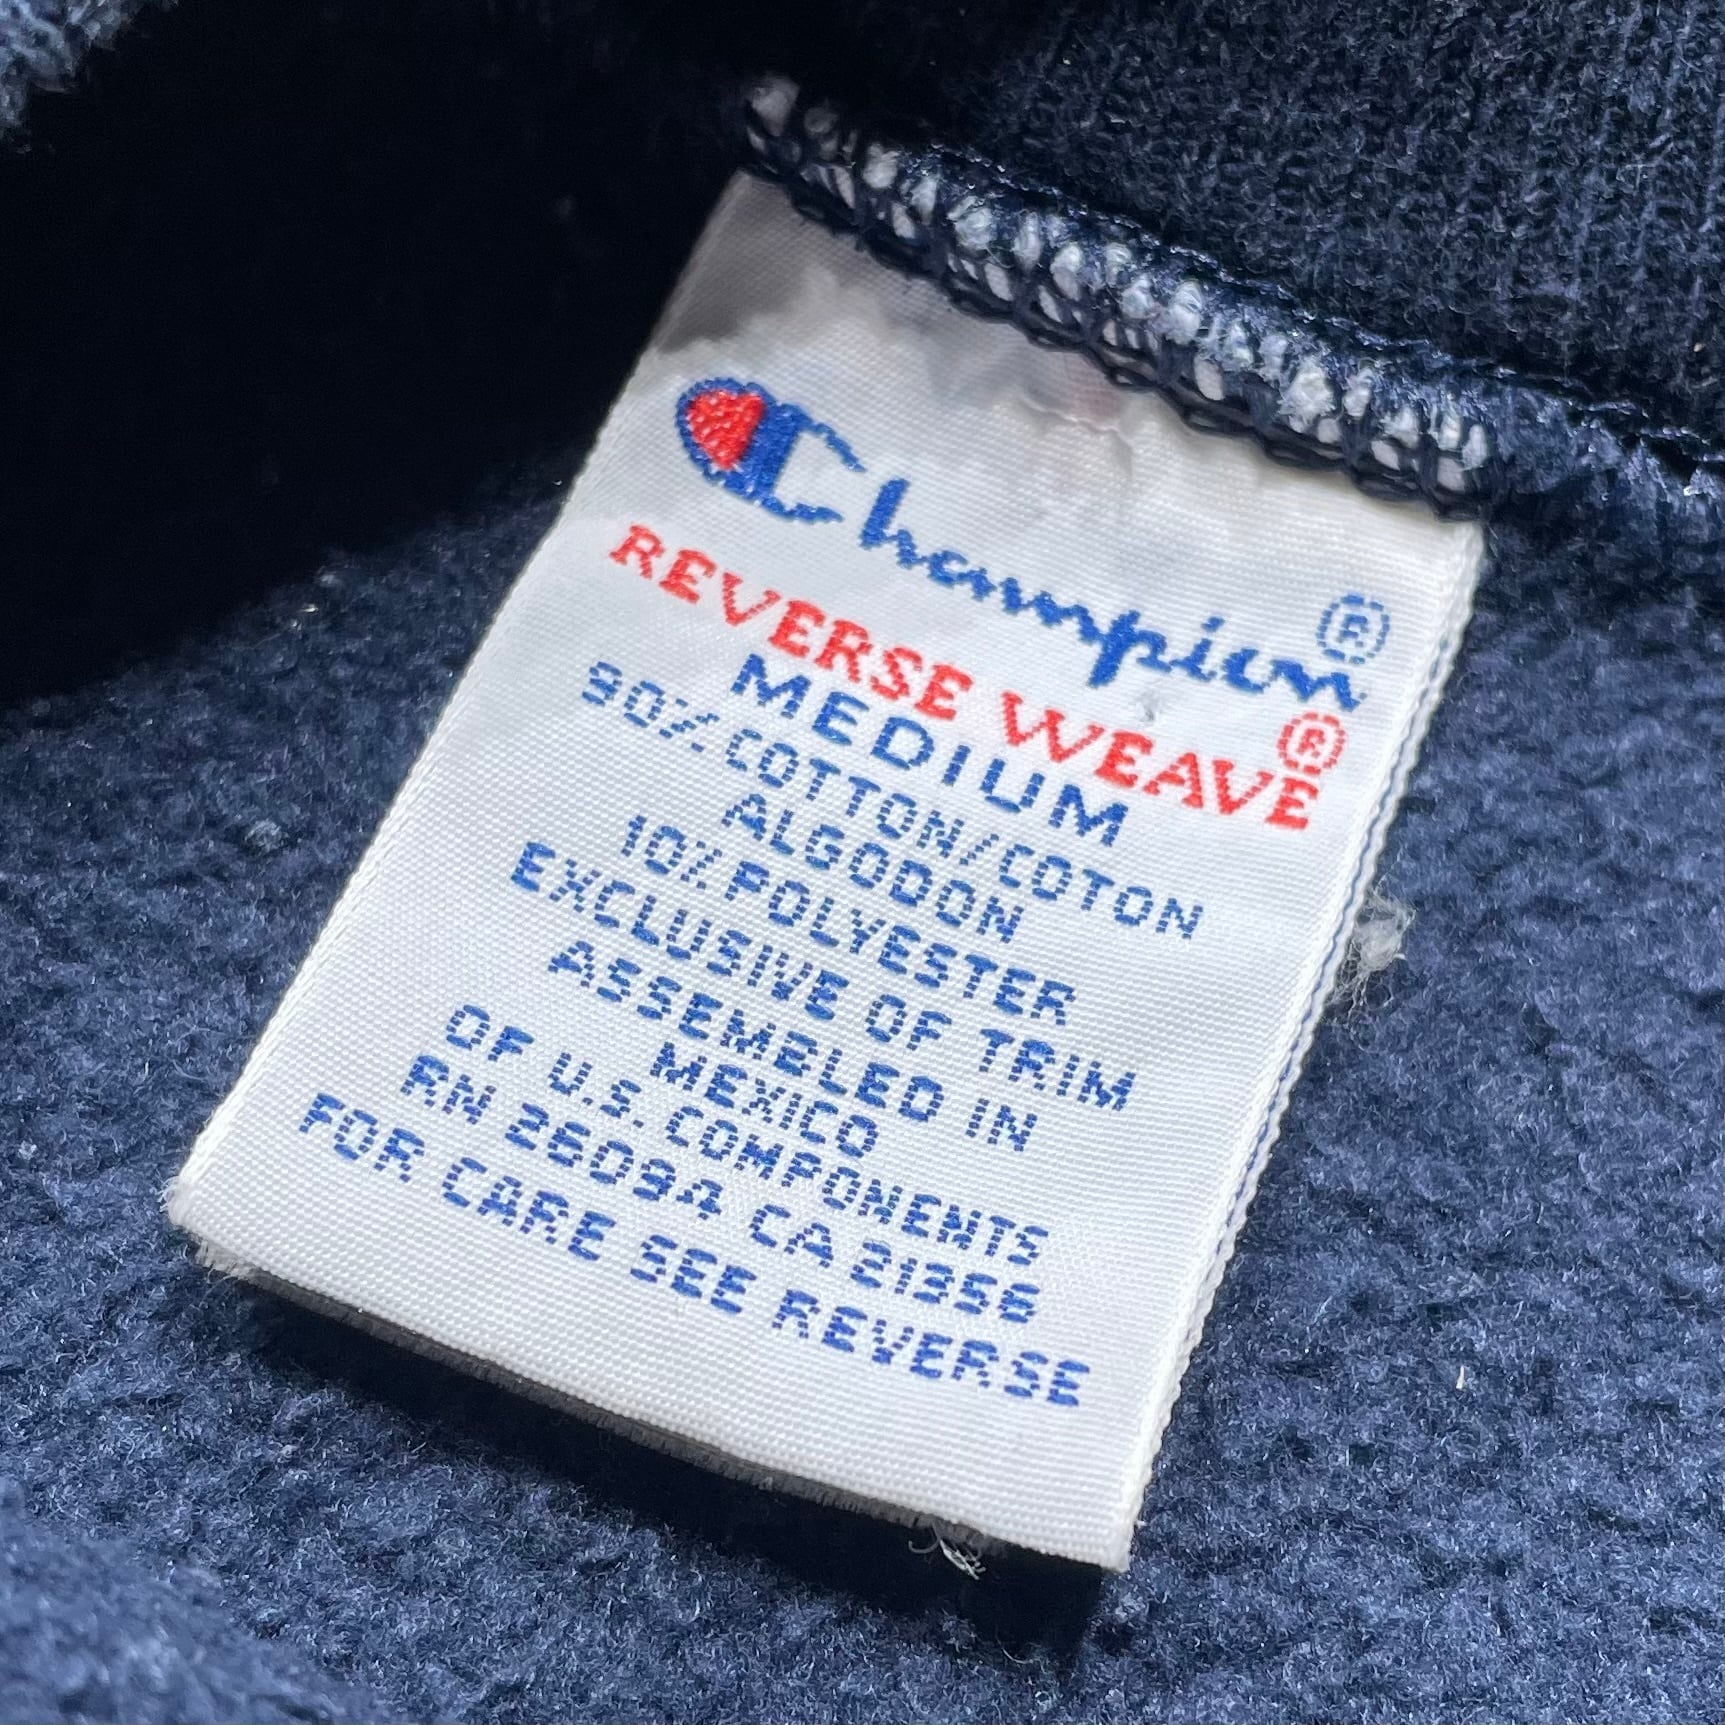 Champion®
REVERSE WEAVE®
MEDIUM
90% COTTON/COTON
ALGODON
10% POLYESTER
EXCLUSIVE OF TRIM
ASSEMBLED IN
MEXICO
OF U.S. COMPONENTS
RN 26094 CA 21356
FOR CARE SEE REVERSE